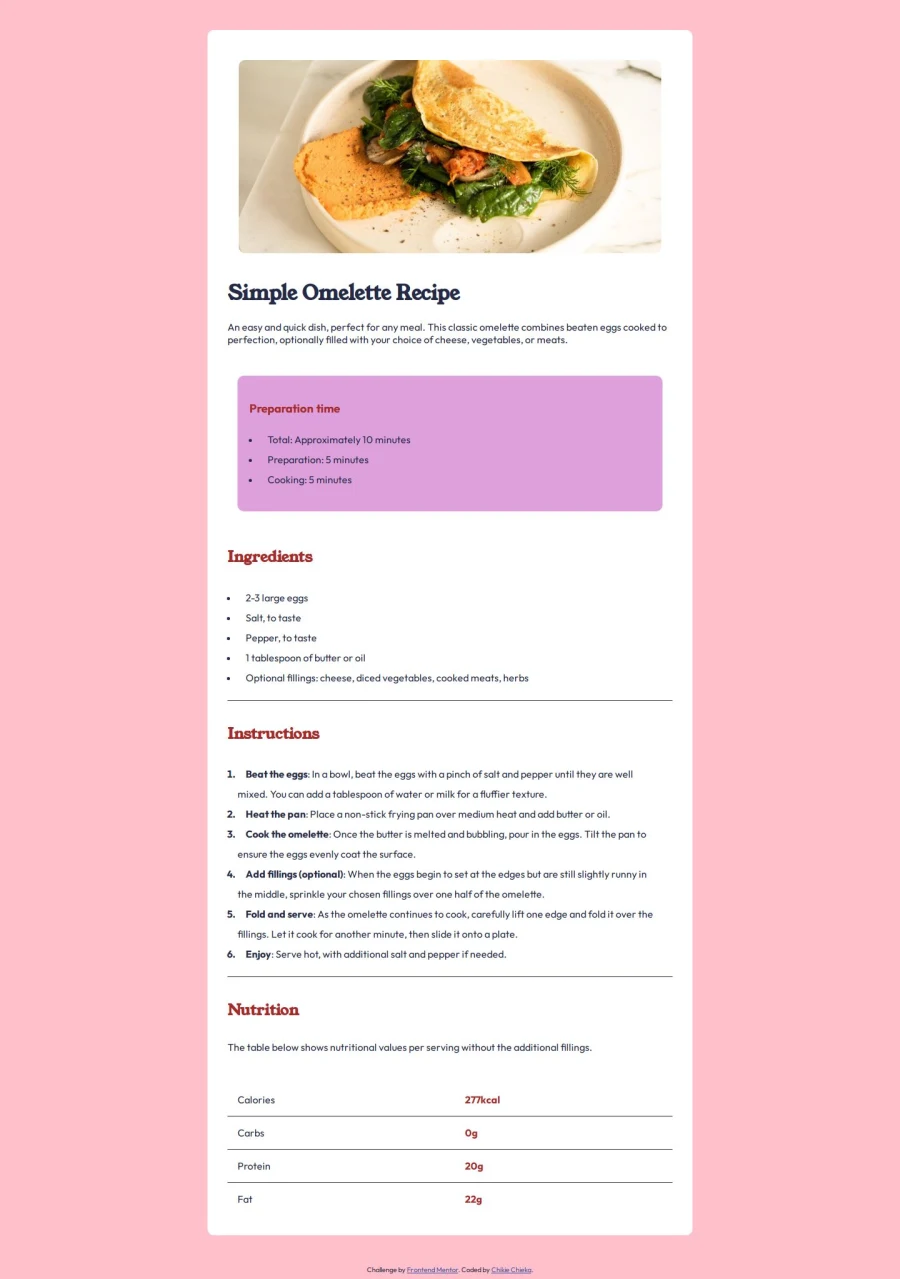 Simple Omelette Recipe
An easy and quick dish, perfect for any meal. This classic omelette combines beaten eggs cooked to
perfection, optionally filled with your choice of cheese, vegetables, or meats.
Preparation time
• Total: Approximately 10 minutes
• Preparation: 5 minutes
• Cooking: 5 minutes
Ingredients
• 2-3 large eggs
• Salt, to taste
• Pepper, to taste
• 1 tablespoon of butter or oil
• Optional fillings: cheese, diced vegetables, cooked meats, herbs
Instructions
1. Beat the eggs: In a bowl, beat the eggs with a pinch of salt and pepper until they are well
mixed. You can add a tablespoon of water or milk for a fluffier texture.
2. Heat the pan: Place a non-stick frying pan over medium heat and add butter or oil.
3. Cook the omelette: Once the butter is melted and bubbling, pour in the eggs. Tilt the pan to
ensure the eggs evenly coat the surface.
4. Add fillings (optional): When the eggs begin to set at the edges but are still slightly runny in
the middle, sprinkle your chosen fillings over one half of the omelette.
5. Fold and serve: As the omelette continues to cook, carefully lift one edge and fold it over the
fillings. Let it cook for another minute, then slide it onto a plate.
6. Enjoy: Serve hot, with additional salt and pepper if needed.
Nutrition
The table below shows nutritional values per serving without the additional fillings.
Calories 277kcal
Carbs 0g
Protein 20g
Fat 22g
Challenge by Frontend Mentor. Coded by Chikie Chieka.